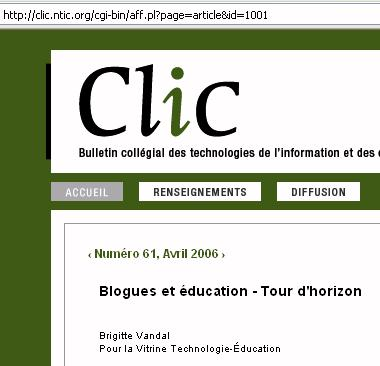 http://clic.ntic.org/cgi-bin/aff.pl?page=article&id=1001
Clic
Bulletin collégial des technologies de l'information et des
ACCUEIL RENSEIGNEMENTS DIFFUSION
‹ Numéro 61, Avril 2006 ›
Blogues et éducation - Tour d'horizon
Brigitte Vandal
Pour la Vitrine Technologie-Éducation